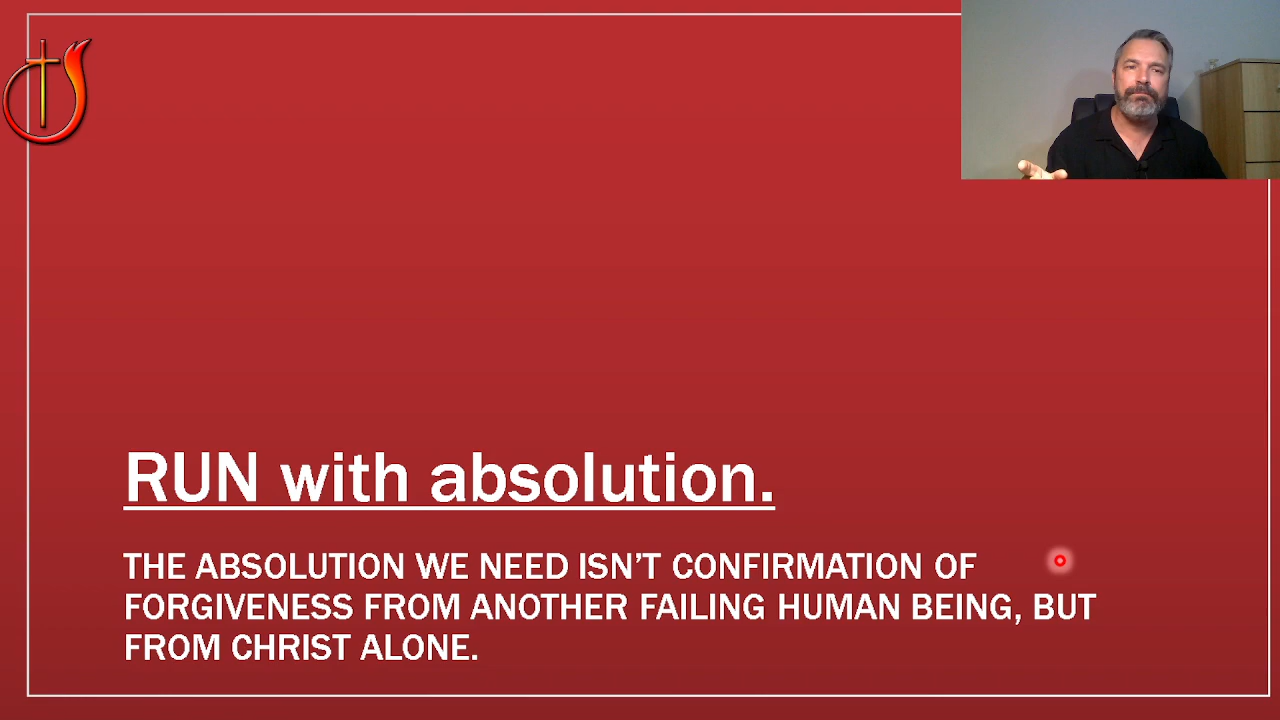 RUN with absolution.
THE ABSOLUTION WE NEED ISN'T CONFIRMATION OF
FORGIVENESS FROM ANOTHER FAILING HUMAN BEING, BUT
FROM CHRIST ALONE.